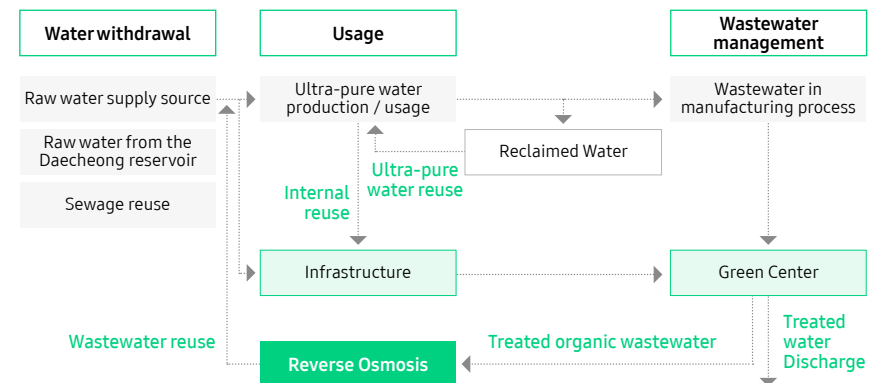 Water withdrawal
Usage
Wastewater
management
Raw water supply source
Ultra-pure water
production / usage
Wastewater in
manufacturing process
Raw water from the
Daecheong reservoir
Reclaimed Water
Ultra-pure
water reuse
Internal
reuse
Sewage reuse
Infrastructure
Green Center
Wastewater reuse
Reverse Osmosis
Treated organic wastewater
Treated
water
Discharge